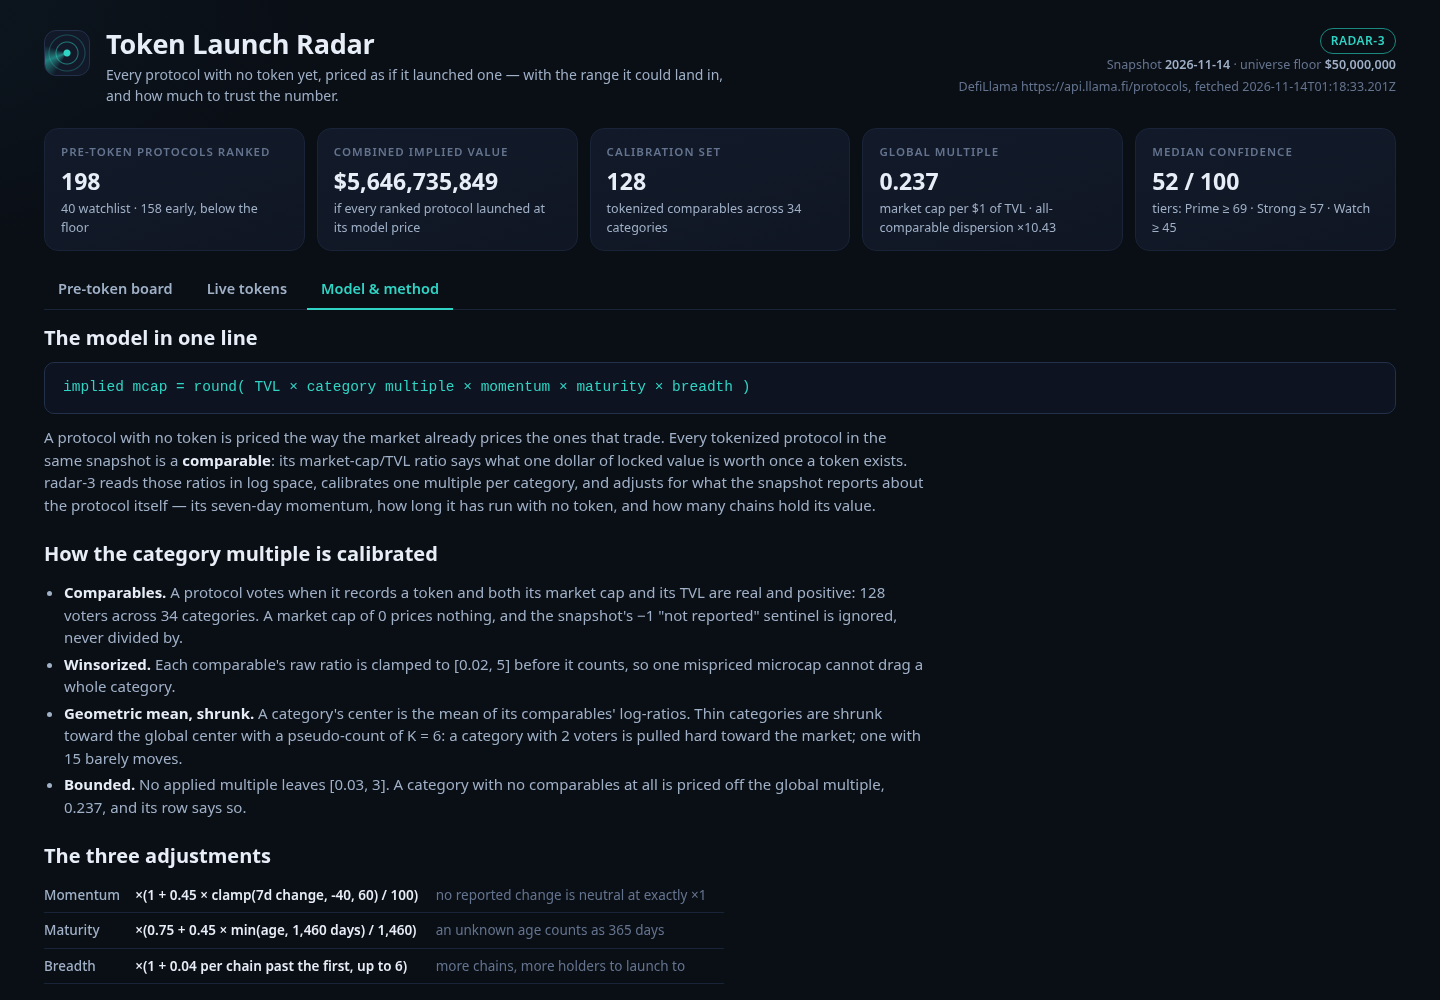 Token Launch Radar
Every protocol with no token yet, priced as if it launched one — with the range it could land in,
and how much to trust the number.
RADAR-3
Snapshot 2026-11-14 · universe floor $50,000,000
DefiLlama https://api.llama.fi/protocols, fetched 2026-11-14T01:18:33.201Z
PRE-TOKEN PROTOCOLS RANKED
198
40 watchlist · 158 early, below the
floor
COMBINED IMPLIED VALUE
$5,646,735,849
if every ranked protocol launched at
its model price
CALIBRATION SET
128
tokenized comparables across 34
categories
GLOBAL MULTIPLE
0.237
market cap per $1 of TVL · all-
comparable dispersion ×10.43
MEDIAN CONFIDENCE
52 / 100
tiers: Prime ≥ 69 · Strong ≥ 57 · Watch
≥ 45
Pre-token board
Live tokens
Model & method
The model in one line
implied mcap = round( TVL × category multiple × momentum × maturity × breadth )
A protocol with no token is priced the way the market already prices the ones that trade. Every tokenized protocol in the
same snapshot is a comparable: its market-cap/TVL ratio says what one dollar of locked value is worth once a token exists.
radar-3 reads those ratios in log space, calibrates one multiple per category, and adjusts for what the snapshot reports about
the protocol itself — its seven-day momentum, how long it has run with no token, and how many chains hold its value.
How the category multiple is calibrated
• Comparables. A protocol votes when it records a token and both its market cap and its TVL are real and positive: 128
voters across 34 categories. A market cap of 0 prices nothing, and the snapshot's −1 "not reported" sentinel is ignored,
never divided by.
• Winsorized. Each comparable's raw ratio is clamped to [0.02, 5] before it counts, so one mispriced microcap cannot drag a
whole category.
• Geometric mean, shrunk. A category's center is the mean of its comparables' log-ratios. Thin categories are shrunk
toward the global center with a pseudo-count of K = 6: a category with 2 voters is pulled hard toward the market; one with
15 barely moves.
• Bounded. No applied multiple leaves [0.03, 3]. A category with no comparables at all is priced off the global multiple,
0.237, and its row says so.
The three adjustments
Momentum ×(1 + 0.45 × clamp(7d change, -40, 60) / 100) no reported change is neutral at exactly ×1
Maturity ×(0.75 + 0.45 × min(age, 1,460 days) / 1,460) an unknown age counts as 365 days
Breadth ×(1 + 0.04 per chain past the first, up to 6) more chains, more holders to launch to